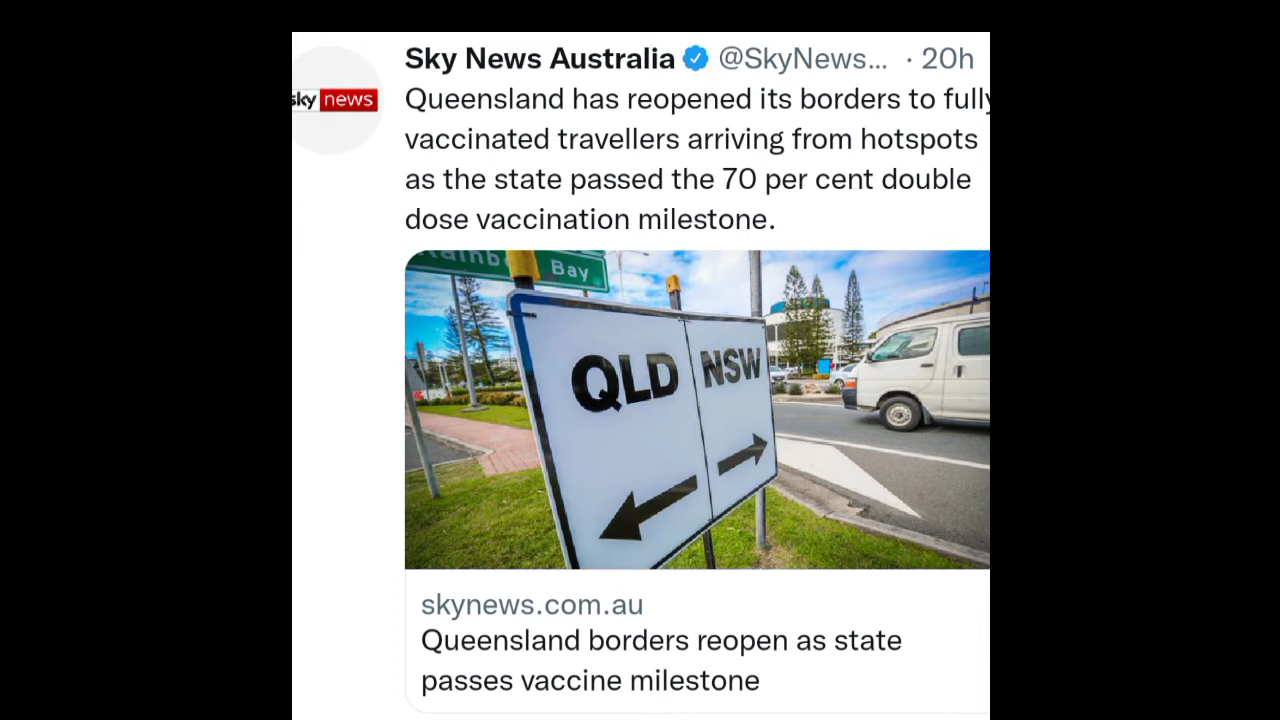 Sky News Australia @SkyNews... · 20h
sky news
Queensland has reopened its borders to fully
vaccinated travellers arriving from hotspots
as the state passed the 70 per cent double
dose vaccination milestone.
Bay
QLD NSW
skynews.com.au
Queensland borders reopen as state
passes vaccine milestone